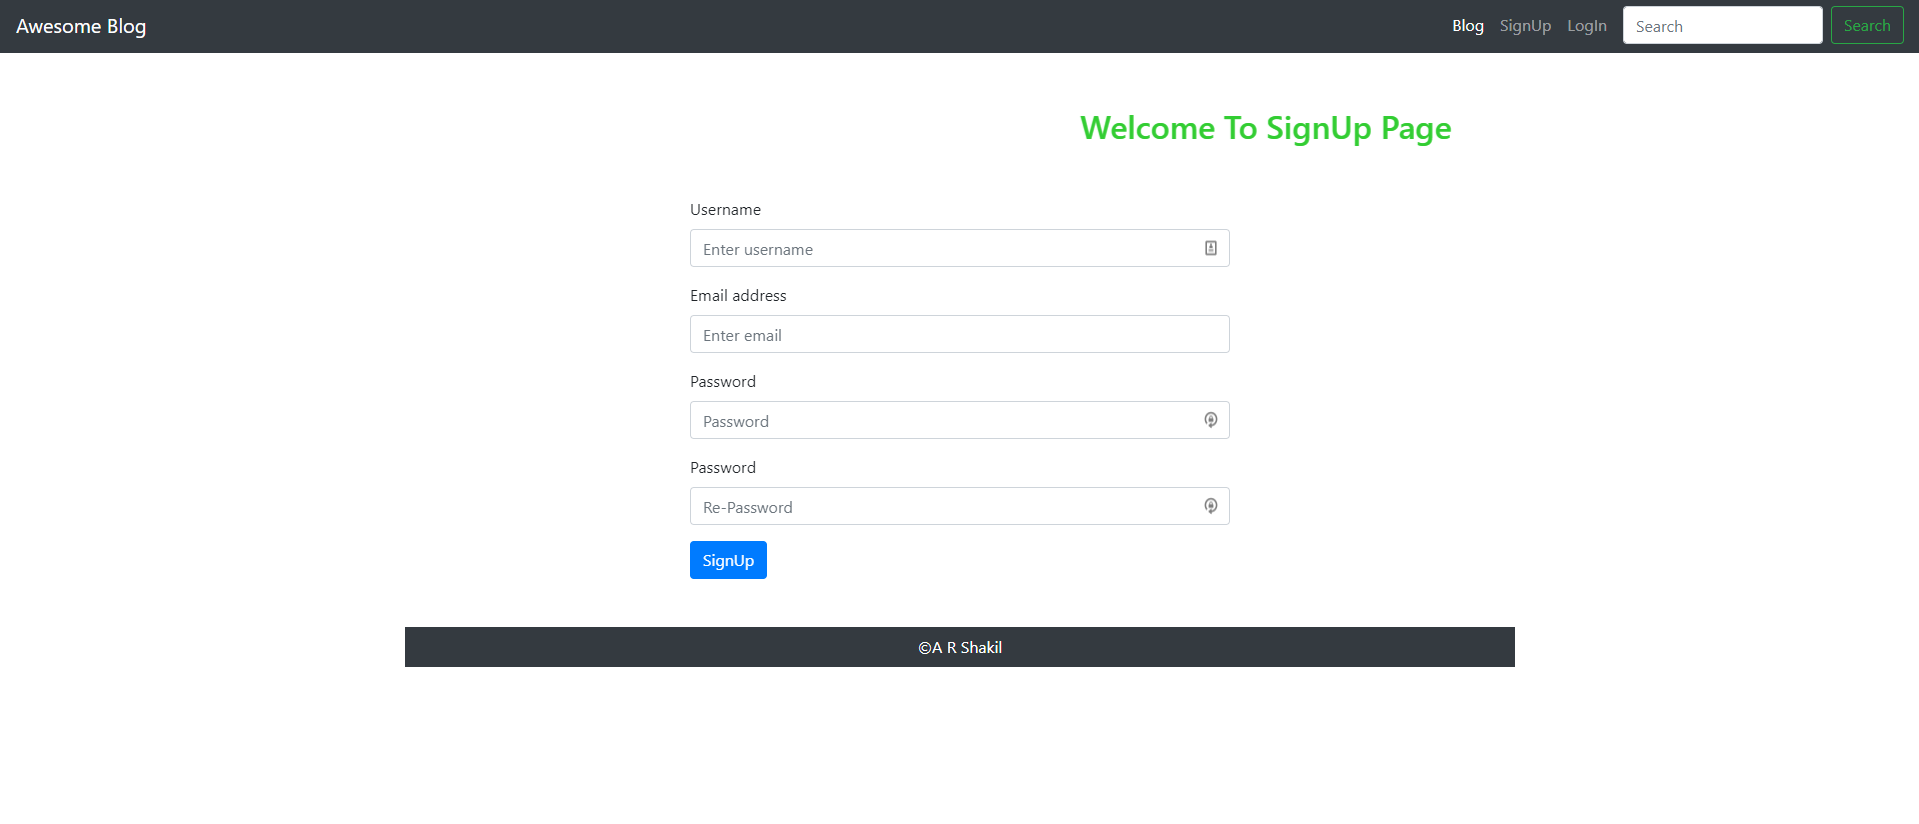 Awesome Blog
Blog SignUp LogIn Search Search
Welcome To SignUp Page
Username
Enter username
Email address
Enter email
Password
Password
Password
Re-Password
SignUp
©A R Shakil